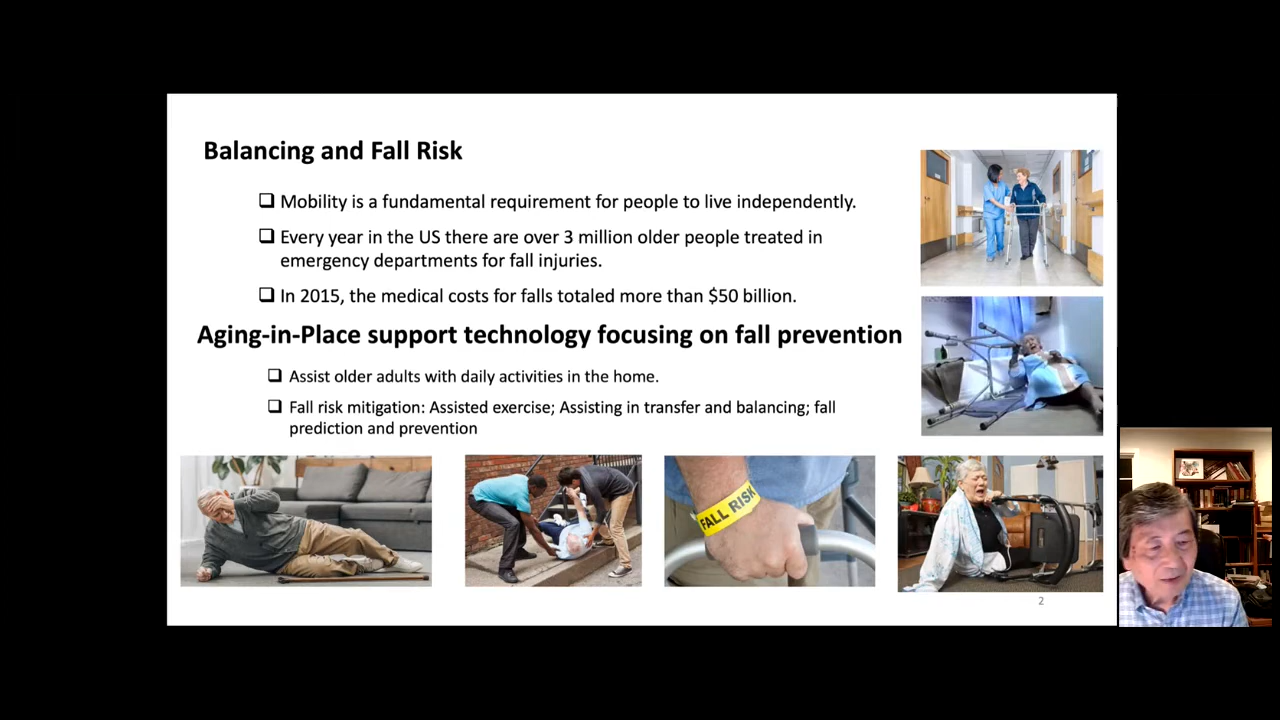 Balancing and Fall Risk
❑ Mobility is a fundamental requirement for people to live independently.
❑ Every year in the US there are over 3 million older people treated in
emergency departments for fall injuries.
❑ In 2015, the medical costs for falls totaled more than $50 billion.
Aging-in-Place support technology focusing on fall prevention
❑ Assist older adults with daily activities in the home.
❑ Fall risk mitigation: Assisted exercise; Assisting in transfer and balancing; fall
prediction and prevention
FALL RISK
2